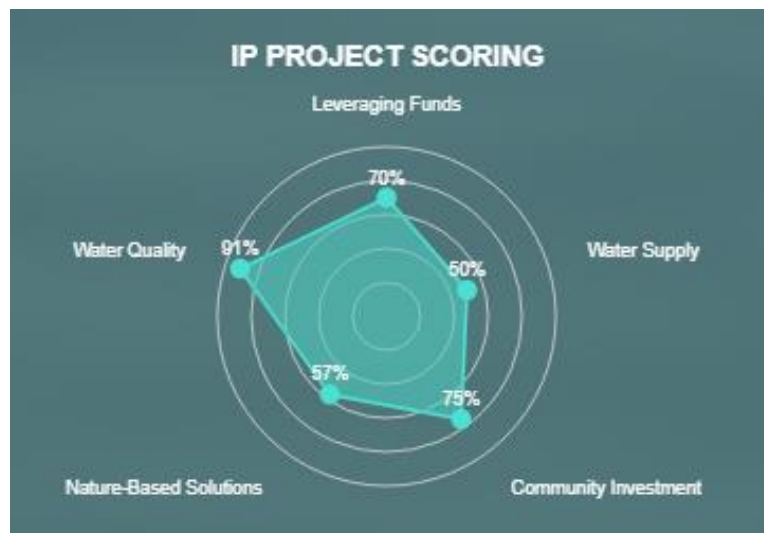 IP PROJECT SCORING
Leveraging Funds
70%
Water Quality
91%
50%
Water Supply
57%
75%
Nature-Based Solutions
Community Investment